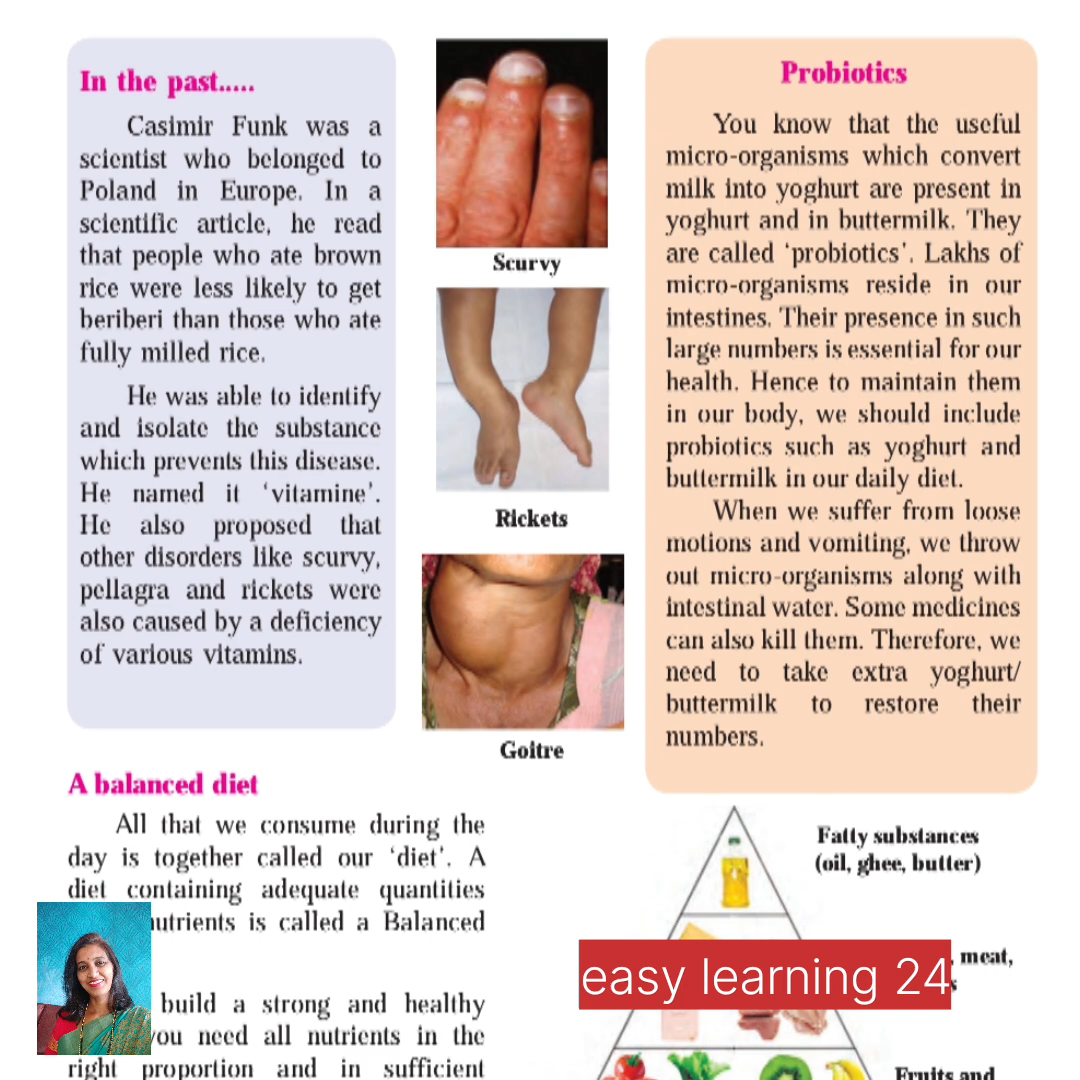 In the past.....
Casimir Funk was a
scientist who belonged to
Poland in Europe. In a
scientific article, he read
that people who ate brown
rice were less likely to get
beriberi than those who ate
fully milled rice.
He was able to identify
and isolate the substance
which prevents this disease.
He named it ‘vitamine’.
He also proposed that
other disorders like scurvy,
pellagra and rickets were
also caused by a deficiency
of various vitamins.
Scurvy
Rickets
Goitre
Probiotics
You know that the useful
micro-organisms which convert
milk into yoghurt are present in
yoghurt and in buttermilk. They
are called ‘probiotics’. Lakhs of
micro-organisms reside in our
intestines. Their presence in such
large numbers is essential for our
health. Hence to maintain them
in our body, we should include
probiotics such as yoghurt and
buttermilk in our daily diet.
When we suffer from loose
motions and vomiting, we throw
out micro-organisms along with
intestinal water. Some medicines
can also kill them. Therefore, we
need to take extra yoghurt/
buttermilk to restore their
numbers.
A balanced diet
All that we consume during the
day is together called our ‘diet’. A
diet containing adequate quantities
utrients is called a Balanced
build a strong and healthy
you need all nutrients in the
right proportion and in sufficient
Fatty substances
(oil, ghee, butter)
, meat,
easy learning 24
Fruits and